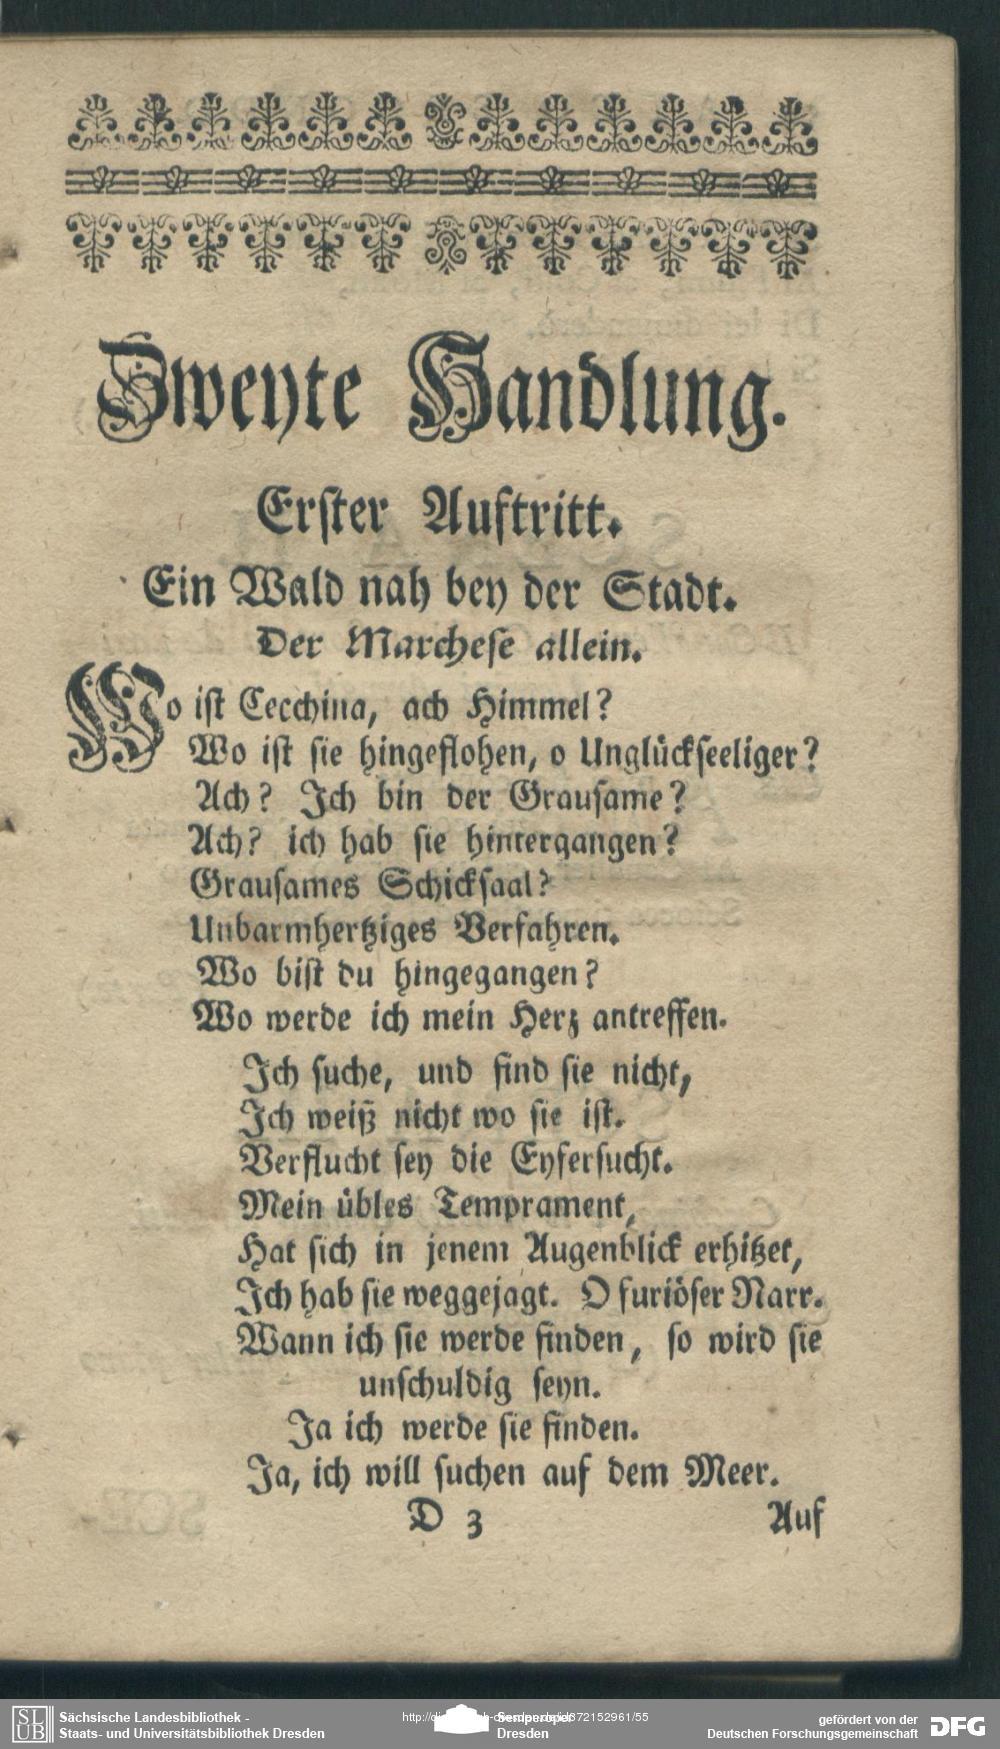 Zweyte Handlung.
Erster Auftritt.
Ein Wald nah bey der Stadt.
Der Marchese allein.
Wo ist Cecchina, ach Himmel?
Wo ist sie hingeflohen, o Unglückseeliger?
Ach? Ich bin der Grausame?
Ach? ich hab sie hintergangen?
Grausames Schicksaal?
Unbarmhertziges Verfahren.
Wo bist du hingegangen?
Wo werde ich mein Herz antreffen.
Ich suche, und find sie nicht,
Ich weiß nicht wo sie ist.
Verflucht sey die Eyfersucht.
Mein übles Temprament,
Hat sich in jenem Augenblick erhitzet,
Ich hab sie weggejagt. O furiöser Narr.
Wann ich sie werde finden, so wird sie
unschuldig seyn.
Ja ich werde sie finden.
Ja, ich will suchen auf dem Meer.
D 3 Auf
SLUB
Sächsische Landesbibliothek -
Staats- und Universitätsbibliothek Dresden
Semperoper
Dresden
gefördert von der
Deutschen Forschungsgemeinschaft
DFG